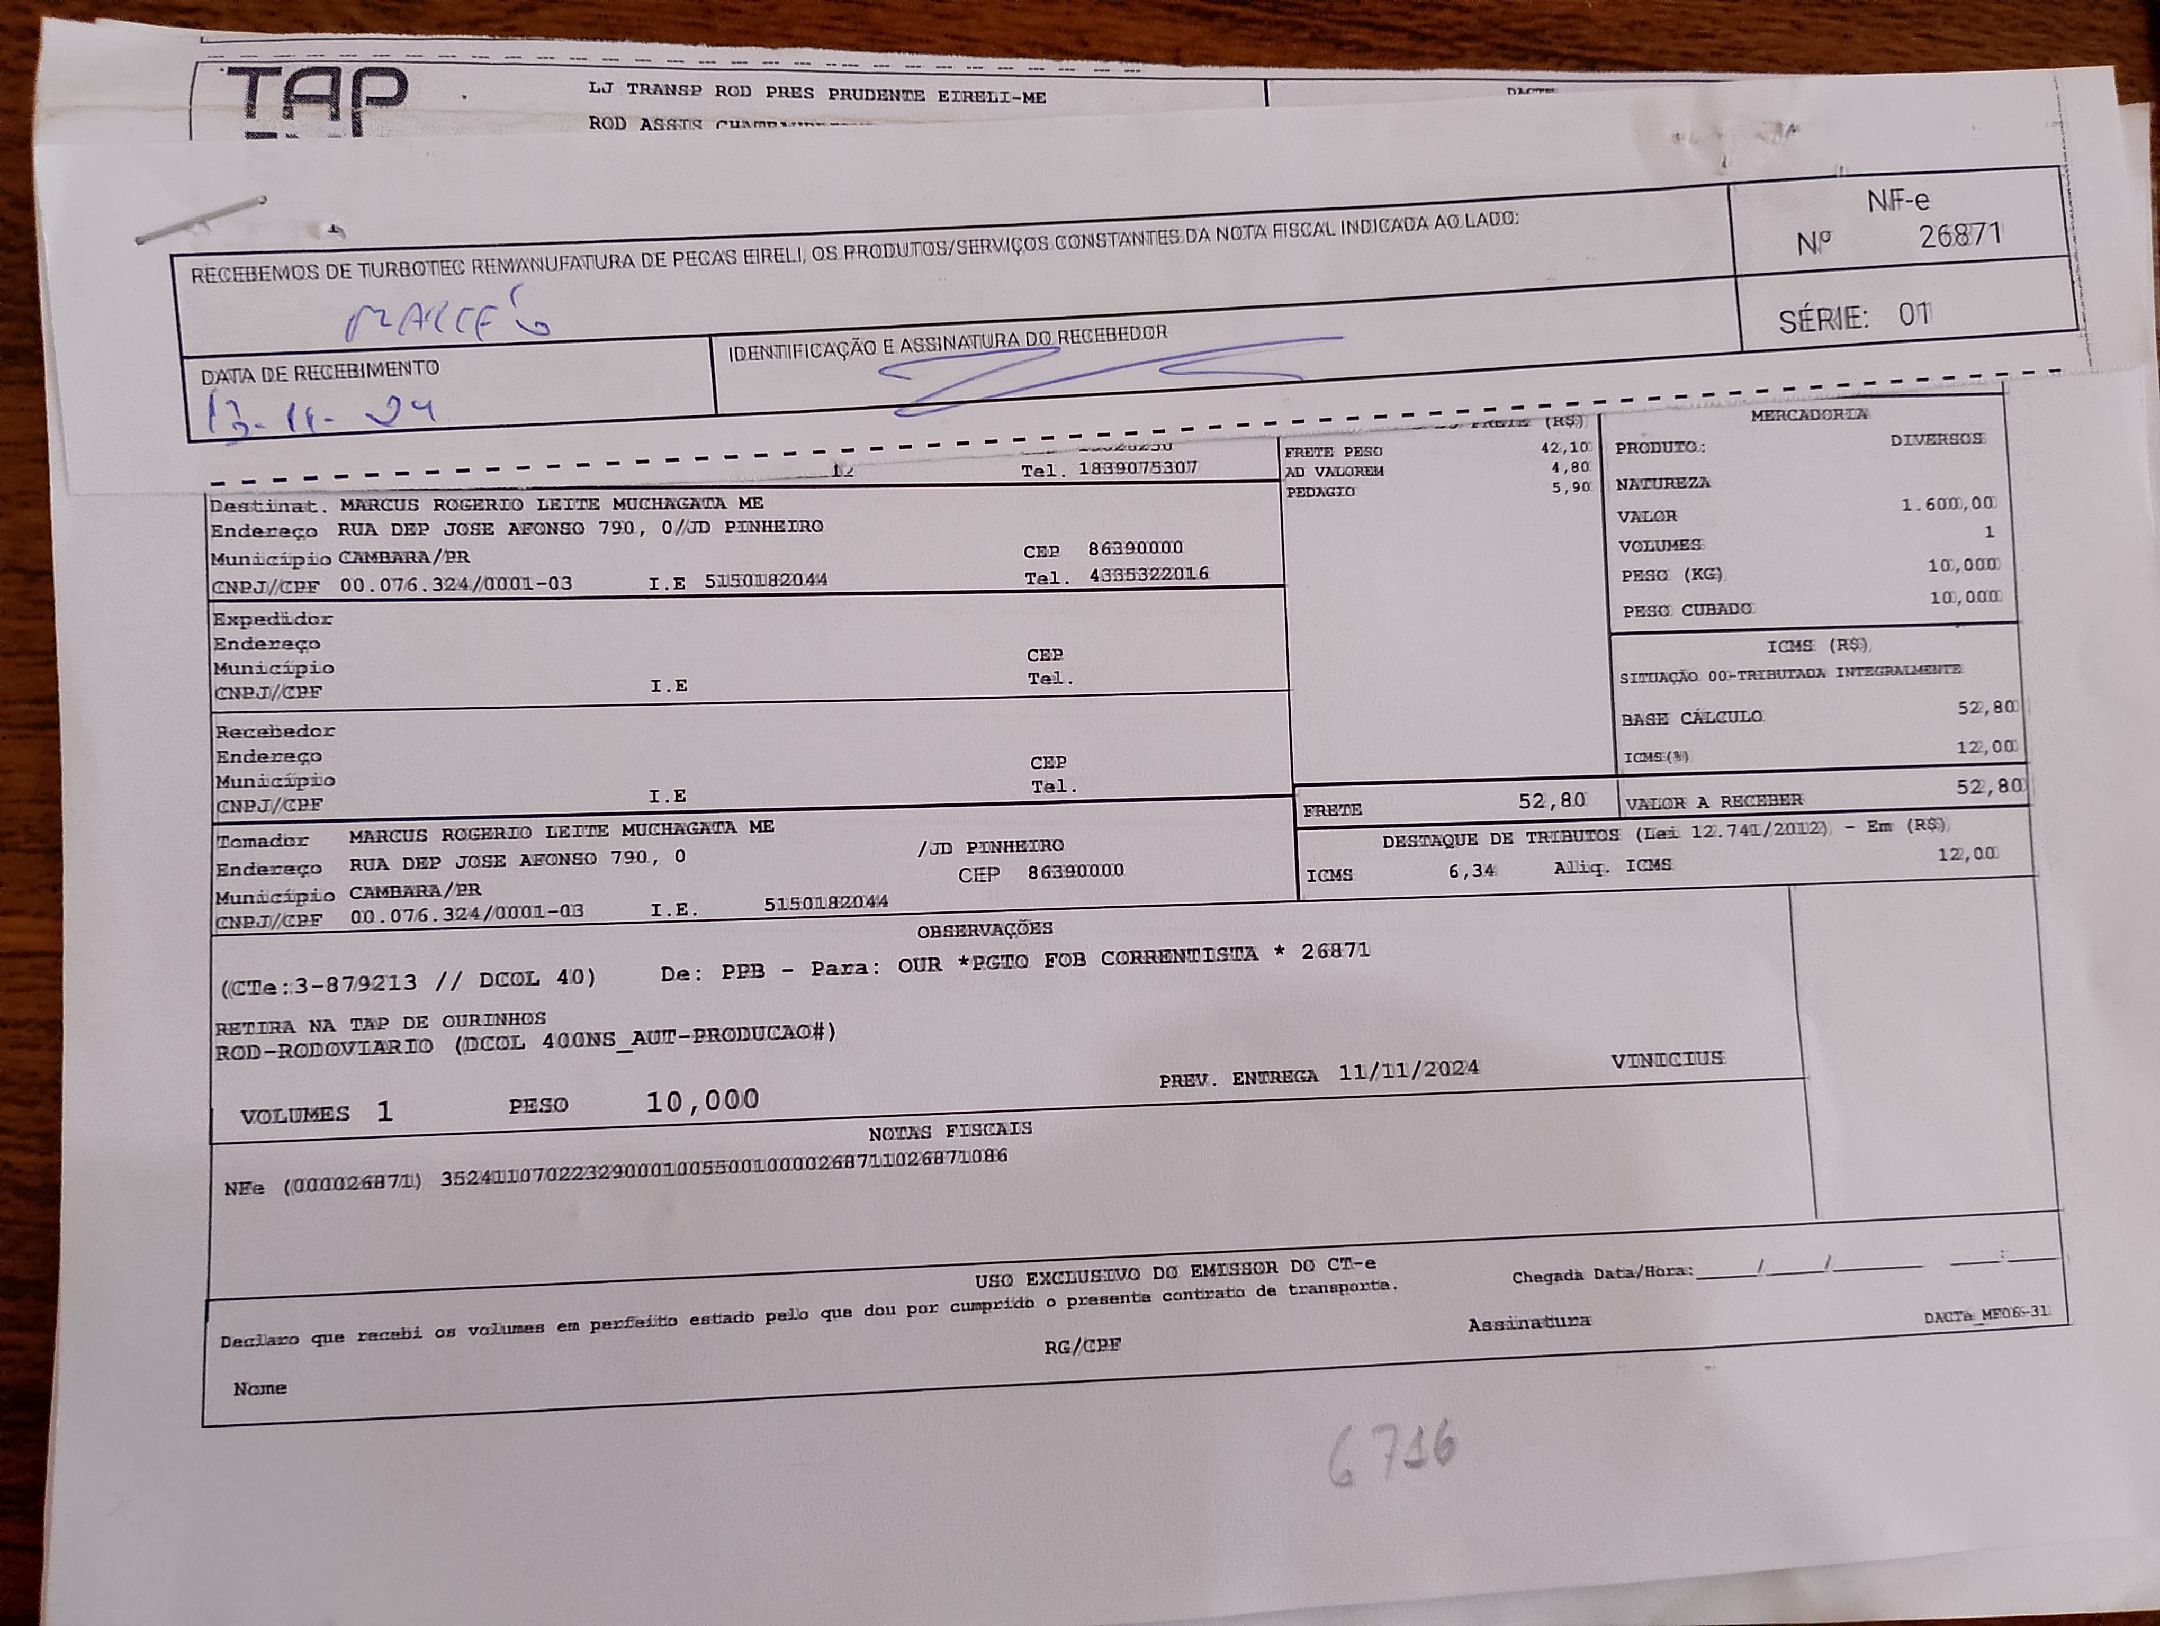 TAP
LJ TRANSP ROD PRES PRUDENTE EIRELI-ME
DACTE
ROD ASSIS
RECEBEMOS DE TURBOTEC REMANUFATURA DE PECAS EIRELI, OS PRODUTOS/SERVIÇOS CONSTANTES DA NOTA FISCAL INDICADA AO LADO:
NF-e
Nº 26871
SÉRIE: 01
DATA DE RECEBIMENTO
IDENTIFICAÇÃO E ASSINATURA DO RECEBEDOR
12 Tel. 1839075307
Destinat. MARCUS ROGERIO LEITE MUCHAGATA ME
Endereço RUA DEP JOSE AFONSO 790, 0//JD PINHEIRO
Município CAMBARA/PR CEP 86390000
CNPJ//CPF 00.076.324/0001-03 I.E 5150182044 Tel. 4335322016
Expedidor
Endereço
Município CEP
CNPJ//CPF I.E Tel.
Recebedor
Endereço
Município CEP
CNPJ//CPF I.E Tel.
Tomador MARCUS ROGERIO LEITE MUCHAGATA ME
Endereço RUA DEP JOSE AFONSO 790, 0 /JD PINHEIRO
Município CAMBARA/PR CEP 86390000
CNPJ//CPF 00.076.324/0001-03 I.E. 5150182044
FRETE (R$)
FRETE PESO 42,10
AD VALOREM 4,80
PEDAGIO 5,90
MERCADORIA
PRODUTO: DIVERSOS
NATUREZA
VALOR 1.600,00
VOLUMES 1
PESO (KG) 10,000
PESO CUBADO 10,000
ICMS (R$)
SITUAÇÃO 00-TRIBUTADA INTEGRALMENTE
BASE CÁLCULO 52,80
ICMS(%) 12,00
FRETE 52,80 VALOR A RECEBER 52,80
DESTAQUE DE TRIBUTOS (Lei 12.741/2012) - Em (R$)
ICMS 6,34 Aliq. ICMS 12,00
OBSERVAÇÕES
(CTe:3-879213 // DCOL 40) De: PPB - Para: OUR *PGTO FOB CORRENTISTA * 26871
RETIRA NA TAP DE OURINHOS
ROD-RODOVIARIO (DCOL 400NS_AUT-PRODUCAO#)
VOLUMES 1 PESO 10,000 PREV. ENTREGA 11/11/2024 VINICIUS
NOTAS FISCAIS
NFe (000026871) 35241107022329000100550010000268711026871086
USO EXCLUSIVO DO EMISSOR DO CT-e
Declaro que recebi os volumes em perfeito estado pelo que dou por cumprido o presente contrato de transporte.
Chegada Data/Hora:____/____/______ ____:____
Nome RG/CPF Assinatura DACTe_MF06-31
6716